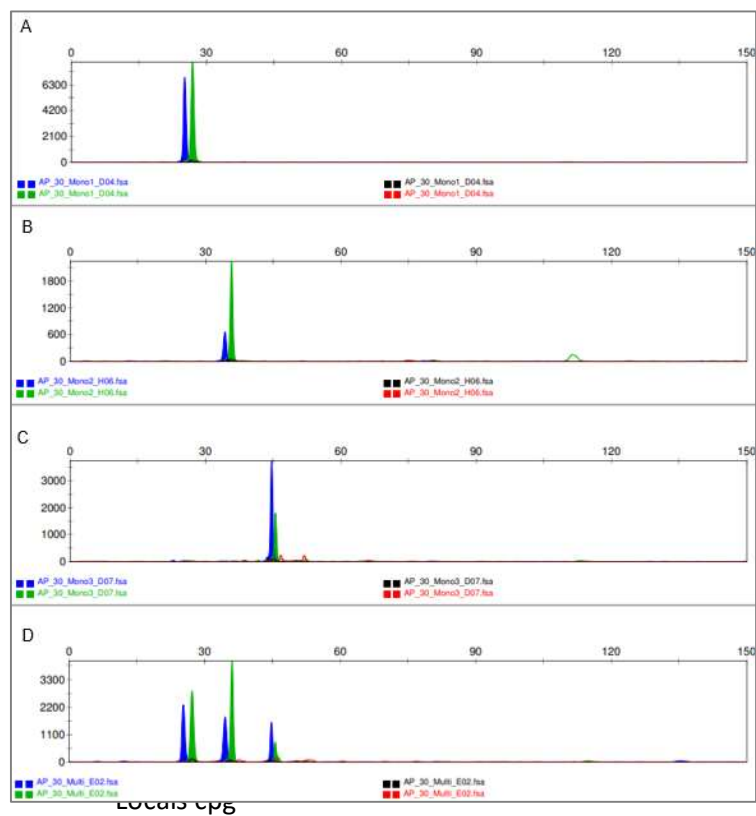 A
0 30 60 90 120 150
6300
4200
2100
0
AP_30_Mono1_D04.fsa AP_30_Mono1_D04.fsa
AP_30_Mono1_D04.fsa AP_30_Mono1_D04.fsa
B
0 30 60 90 120 150
1800
1200
600
0
AP_30_Mono2_H06.fsa AP_30_Mono2_H06.fsa
AP_30_Mono2_H06.fsa AP_30_Mono2_H06.fsa
C
0 30 60 90 120 150
3000
2000
1000
0
AP_30_Mono3_D07.fsa AP_30_Mono3_D07.fsa
AP_30_Mono3_D07.fsa AP_30_Mono3_D07.fsa
D
0 30 60 90 120 150
3300
2200
1100
0
AP_30_Multi_E02.fsa AP_30_Multi_E02.fsa
AP_30_Multi_E02.fsa AP_30_Multi_E02.fsa
Locals cpg